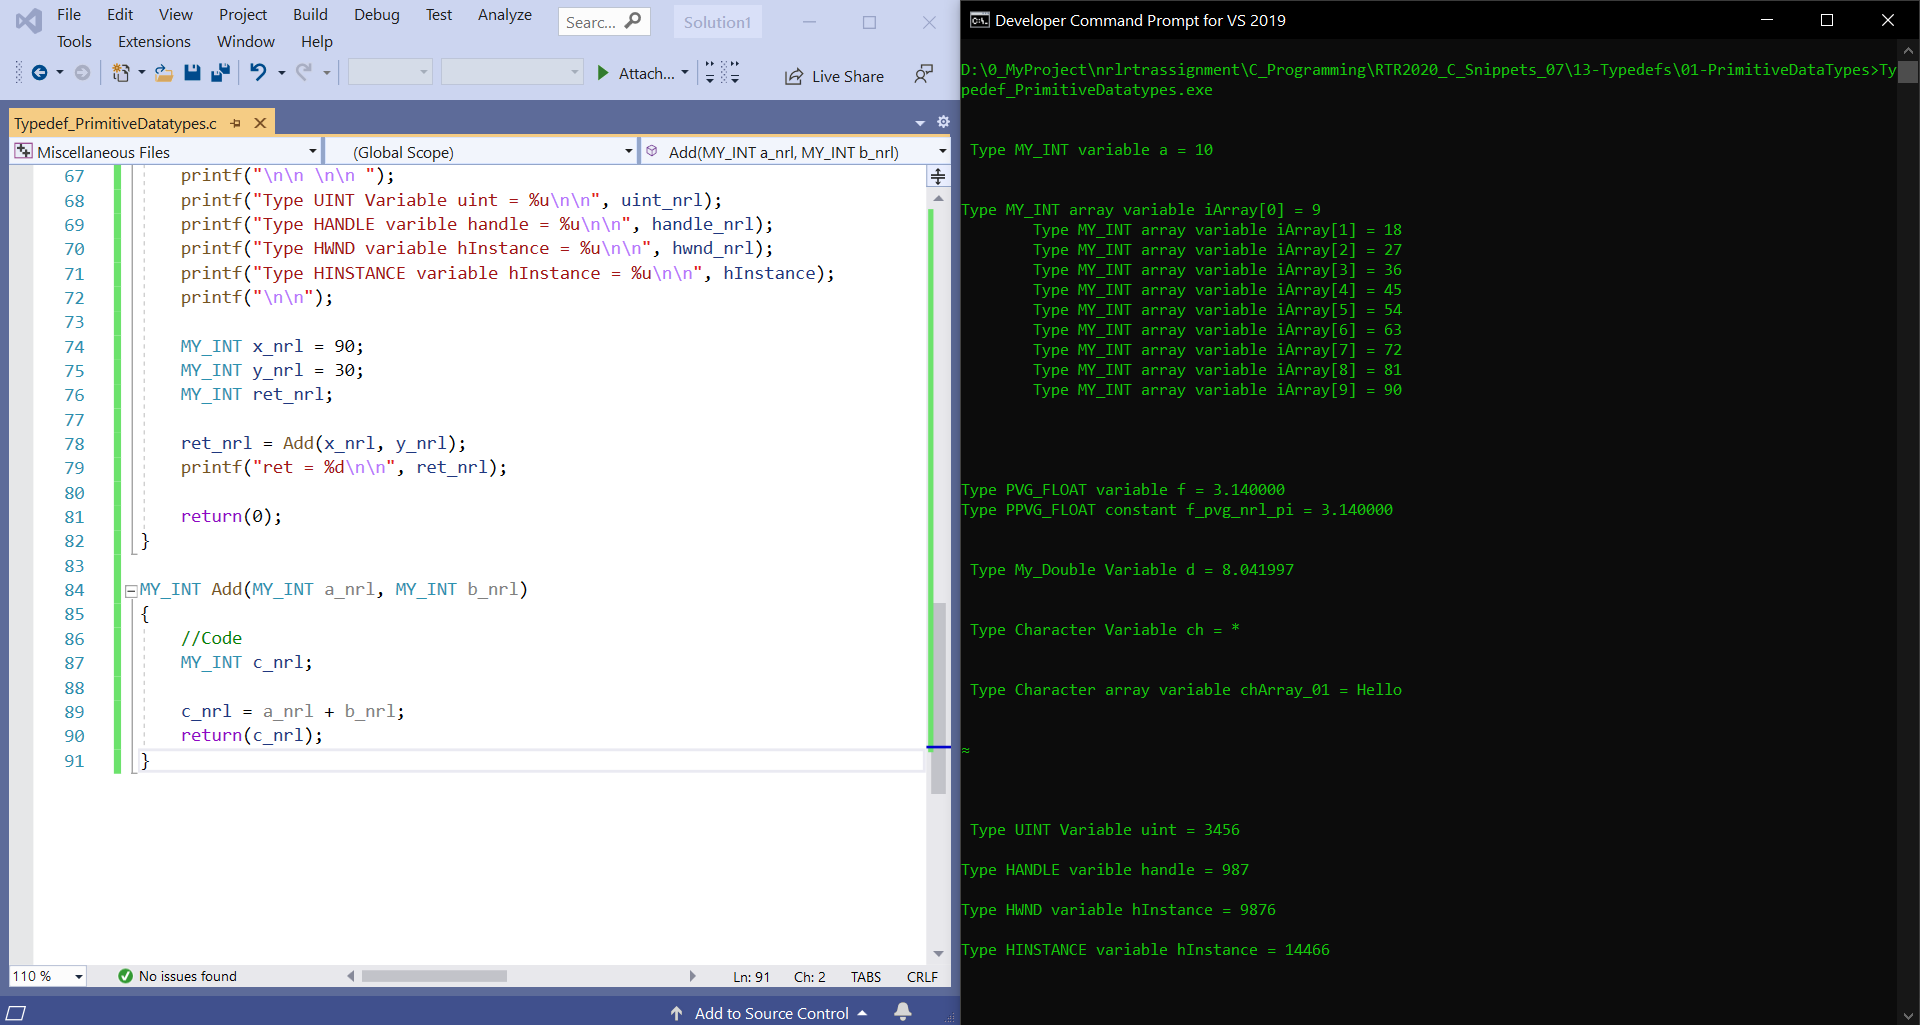 File Edit View Project Build Debug Test Analyze Searc... Solution1
Tools Extensions Window Help
Attach... Live Share
Typedef_PrimitiveDatatypes.c
Miscellaneous Files (Global Scope) Add(MY_INT a_nrl, MY_INT b_nrl)
67 printf("\n\n \n\n ");
68 printf("Type UINT Variable uint = %u\n\n", uint_nrl);
69 printf("Type HANDLE varible handle = %u\n\n", handle_nrl);
70 printf("Type HWND variable hInstance = %u\n\n", hwnd_nrl);
71 printf("Type HINSTANCE variable hInstance = %u\n\n", hInstance);
72 printf("\n\n");
73
74 MY_INT x_nrl = 90;
75 MY_INT y_nrl = 30;
76 MY_INT ret_nrl;
77
78 ret_nrl = Add(x_nrl, y_nrl);
79 printf("ret = %d\n\n", ret_nrl);
80
81 return(0);
82 }
83
84 MY_INT Add(MY_INT a_nrl, MY_INT b_nrl)
85 {
86 //Code
87 MY_INT c_nrl;
88
89 c_nrl = a_nrl + b_nrl;
90 return(c_nrl);
91 }
110 % No issues found Ln: 91 Ch: 2 TABS CRLF
Add to Source Control
Developer Command Prompt for VS 2019
D:\0_MyProject\nrlrtrassignment\C_Programming\RTR2020_C_Snippets_07\13-Typedefs\01-PrimitiveDataTypes>Ty
pedef_PrimitiveDatatypes.exe
Type MY_INT variable a = 10
Type MY_INT array variable iArray[0] = 9
Type MY_INT array variable iArray[1] = 18
Type MY_INT array variable iArray[2] = 27
Type MY_INT array variable iArray[3] = 36
Type MY_INT array variable iArray[4] = 45
Type MY_INT array variable iArray[5] = 54
Type MY_INT array variable iArray[6] = 63
Type MY_INT array variable iArray[7] = 72
Type MY_INT array variable iArray[8] = 81
Type MY_INT array variable iArray[9] = 90
Type PVG_FLOAT variable f = 3.140000
Type PPVG_FLOAT constant f_pvg_nrl_pi = 3.140000
Type My_Double Variable d = 8.041997
Type Character Variable ch = *
Type Character array variable chArray_01 = Hello
≈
Type UINT Variable uint = 3456
Type HANDLE varible handle = 987
Type HWND variable hInstance = 9876
Type HINSTANCE variable hInstance = 14466